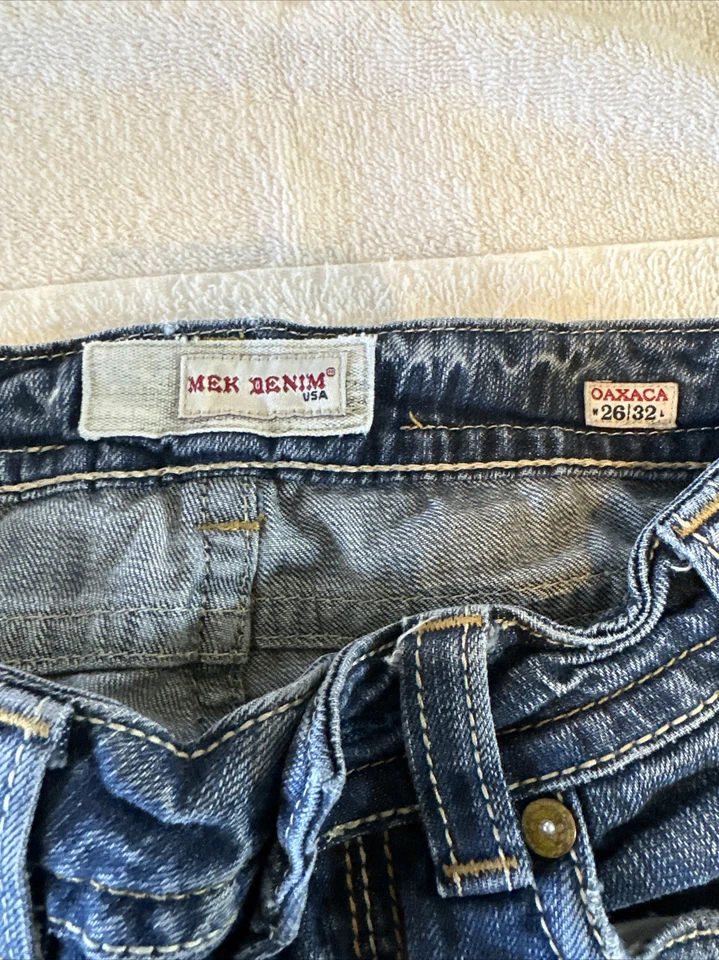 MEK DENIM®
USA
OAXACA
W 26/32 L